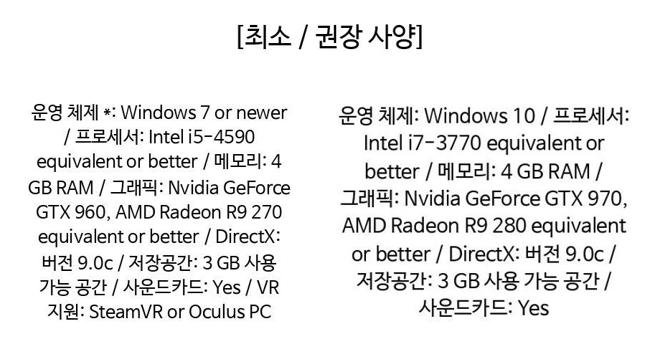 [최소 / 권장 사양]
운영 체제 *: Windows 7 or newer
/ 프로세서: Intel i5-4590
equivalent or better / 메모리: 4
GB RAM / 그래픽: Nvidia GeForce
GTX 960, AMD Radeon R9 270
equivalent or better / DirectX:
버전 9.0c / 저장공간: 3 GB 사용
가능 공간 / 사운드카드: Yes / VR
지원: SteamVR or Oculus PC
운영 체제: Windows 10 / 프로세서:
Intel i7-3770 equivalent or
better / 메모리: 4 GB RAM /
그래픽: Nvidia GeForce GTX 970,
AMD Radeon R9 280 equivalent
or better / DirectX: 버전 9.0c /
저장공간: 3 GB 사용 가능 공간 /
사운드카드: Yes